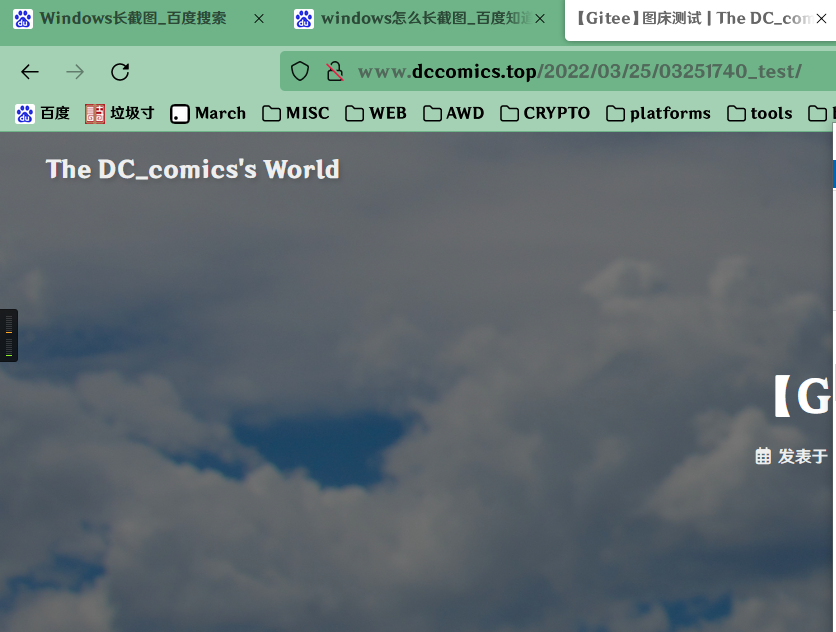 Windows长截图_百度搜索
windows怎么长截图_百度知道
【Gitee】图床测试 | The DC_com
www.dccomics.top/2022/03/25/03251740_test/
百度 垃圾寸 March MISC WEB AWD CRYPTO platforms tools
The DC_comics's World
【G
发表于